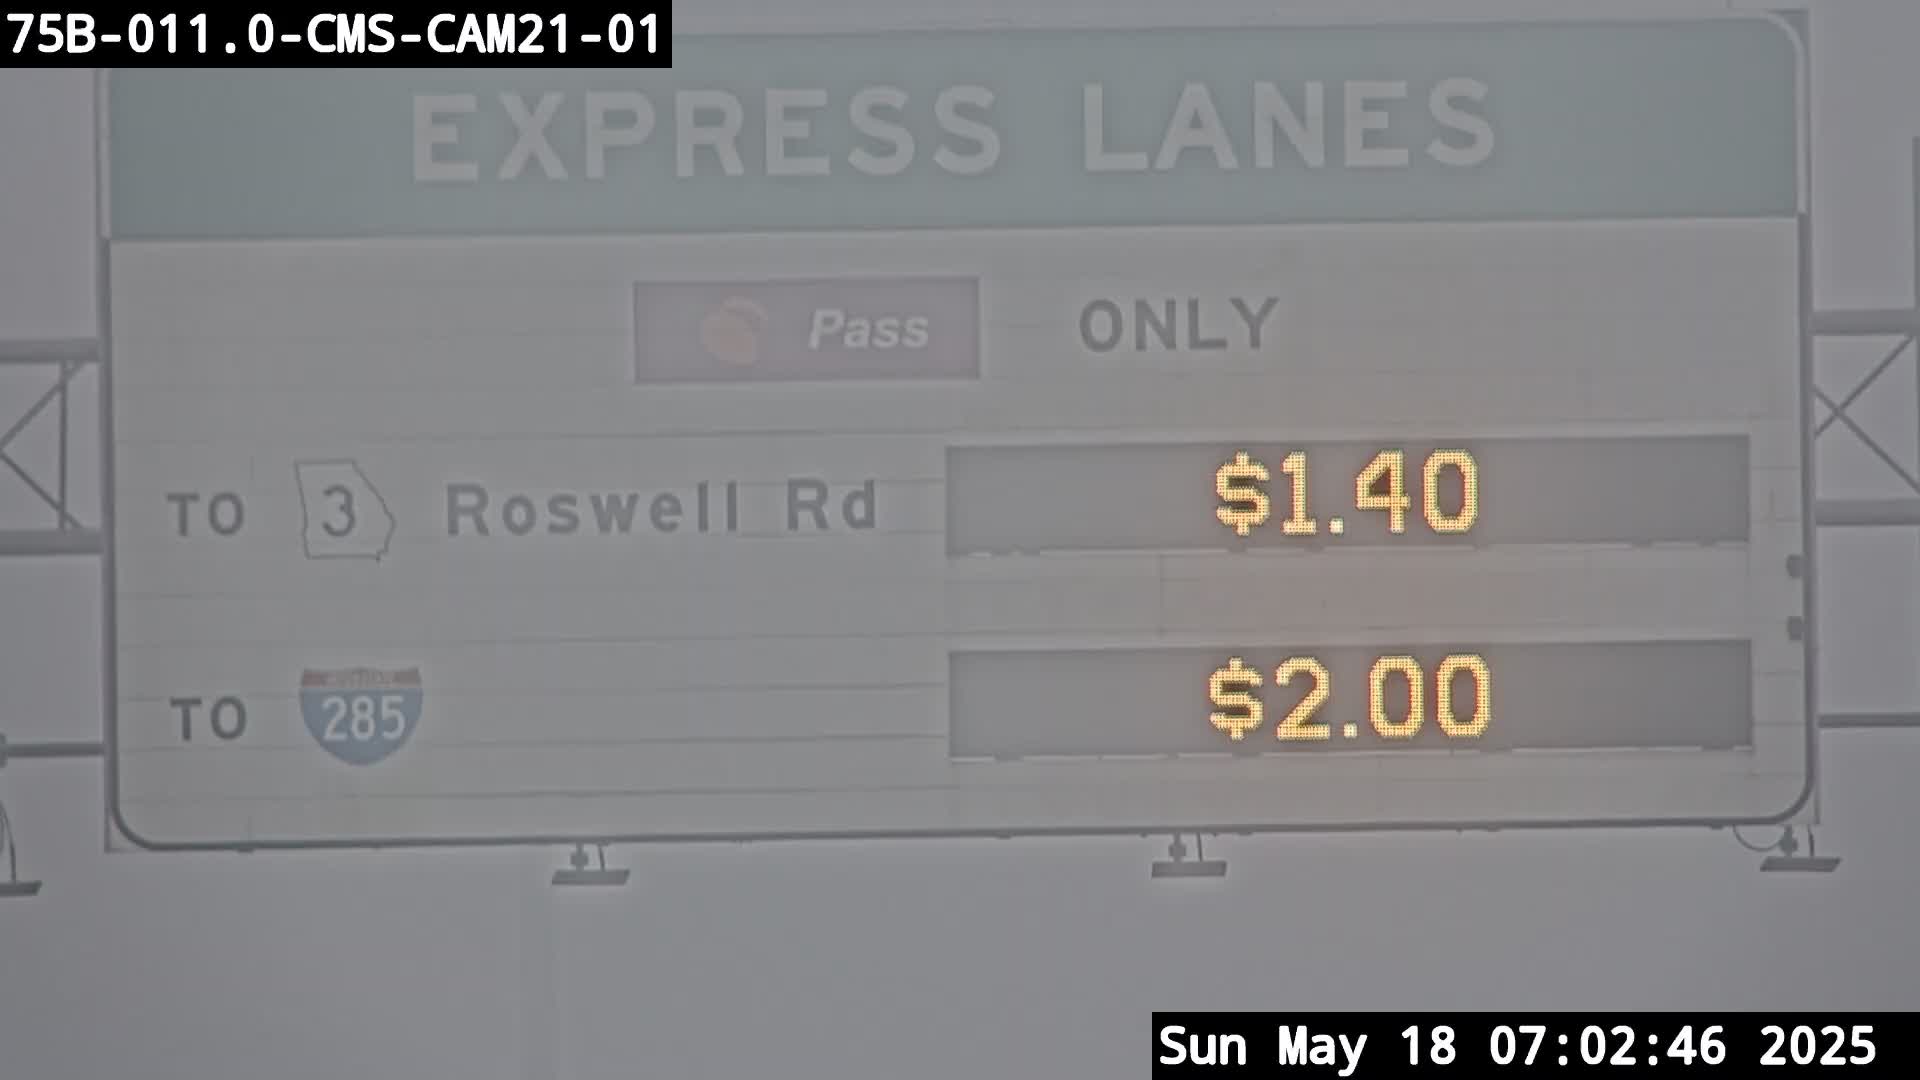 75B-011.0-CMS-CAM21-01
EXPRESS LANES
Pass ONLY
TO 3 Roswell Rd $1.40
TO 285 $2.00
Sun May 18 07:02:46 2025